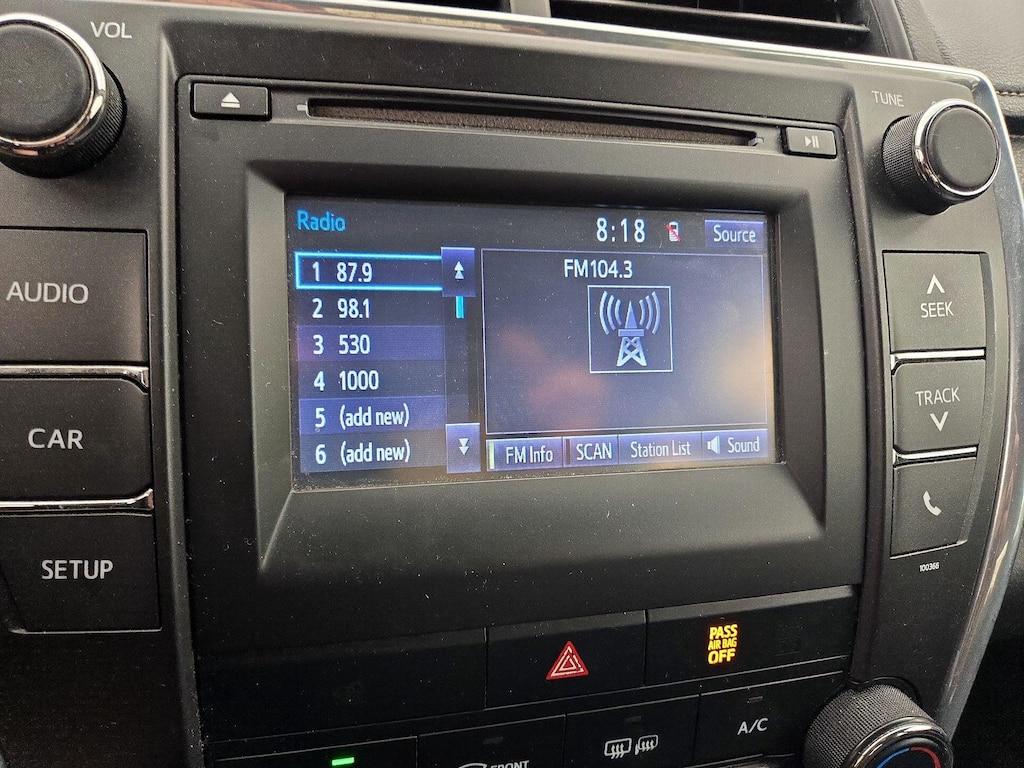 VOL
TUNE
Radio
8:18
Source
1 87.9
2 98.1
3 530
4 1000
5 (add new)
6 (add new)
FM104.3
FM Info
SCAN
Station List
Sound
AUDIO
CAR
SETUP
SEEK
TRACK
100366
PASS
AIR BAG
OFF
A/C
FRONT